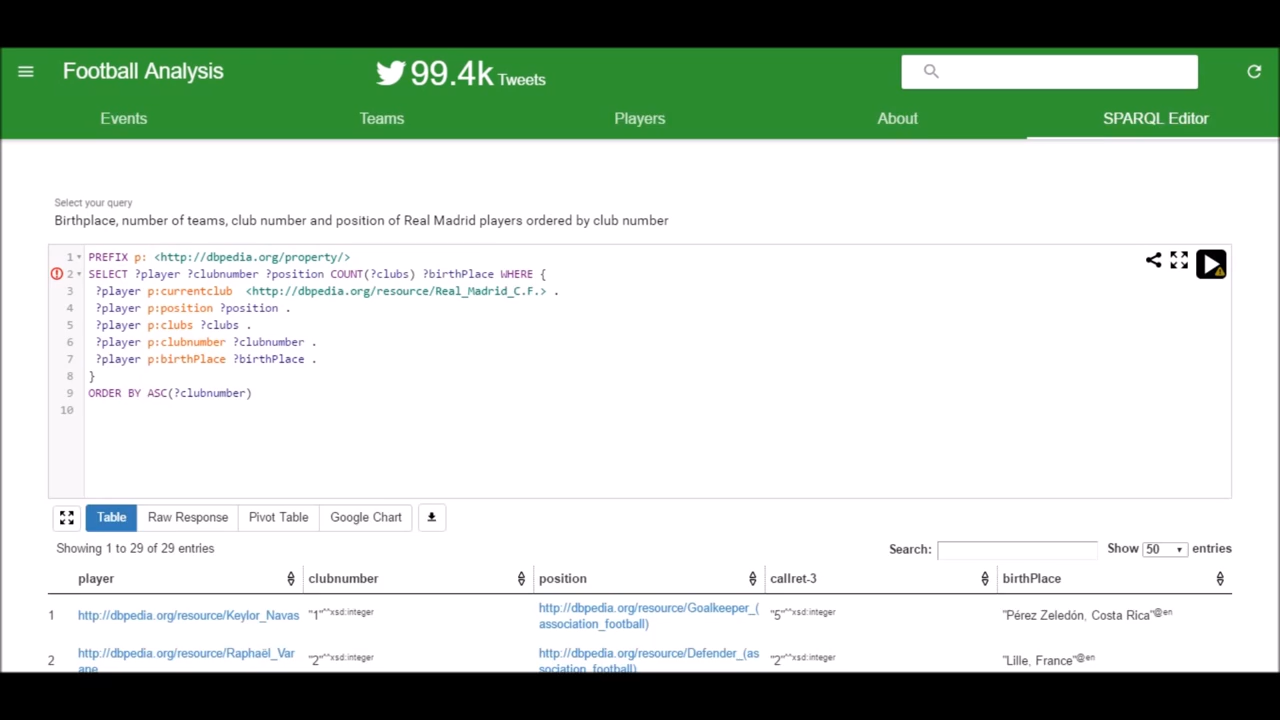 Football Analysis
99.4k Tweets
Events
Teams
Players
About
SPARQL Editor
Select your query
Birthplace, number of teams, club number and position of Real Madrid players ordered by club number
1 PREFIX p: <http://dbpedia.org/property/>
2 SELECT ?player ?clubnumber ?position COUNT(?clubs) ?birthPlace WHERE {
3 ?player p:currentclub <http://dbpedia.org/resource/Real_Madrid_C.F.> .
4 ?player p:position ?position .
5 ?player p:clubs ?clubs .
6 ?player p:clubnumber ?clubnumber .
7 ?player p:birthPlace ?birthPlace .
8 }
9 ORDER BY ASC(?clubnumber)
10
Table
Raw Response
Pivot Table
Google Chart
Showing 1 to 29 of 29 entries
Search:
Show 50 entries
player
clubnumber
position
callret-3
birthPlace
1
http://dbpedia.org/resource/Keylor_Navas
"1"^^xsd:integer
http://dbpedia.org/resource/Goalkeeper_(
association_football)
"5"^^xsd:integer
"Pérez Zeledón, Costa Rica"@en
2
http://dbpedia.org/resource/Raphaël_Var
ane
"2"^^xsd:integer
http://dbpedia.org/resource/Defender_(as
sociation_football)
"2"^^xsd:integer
"Lille, France"@en